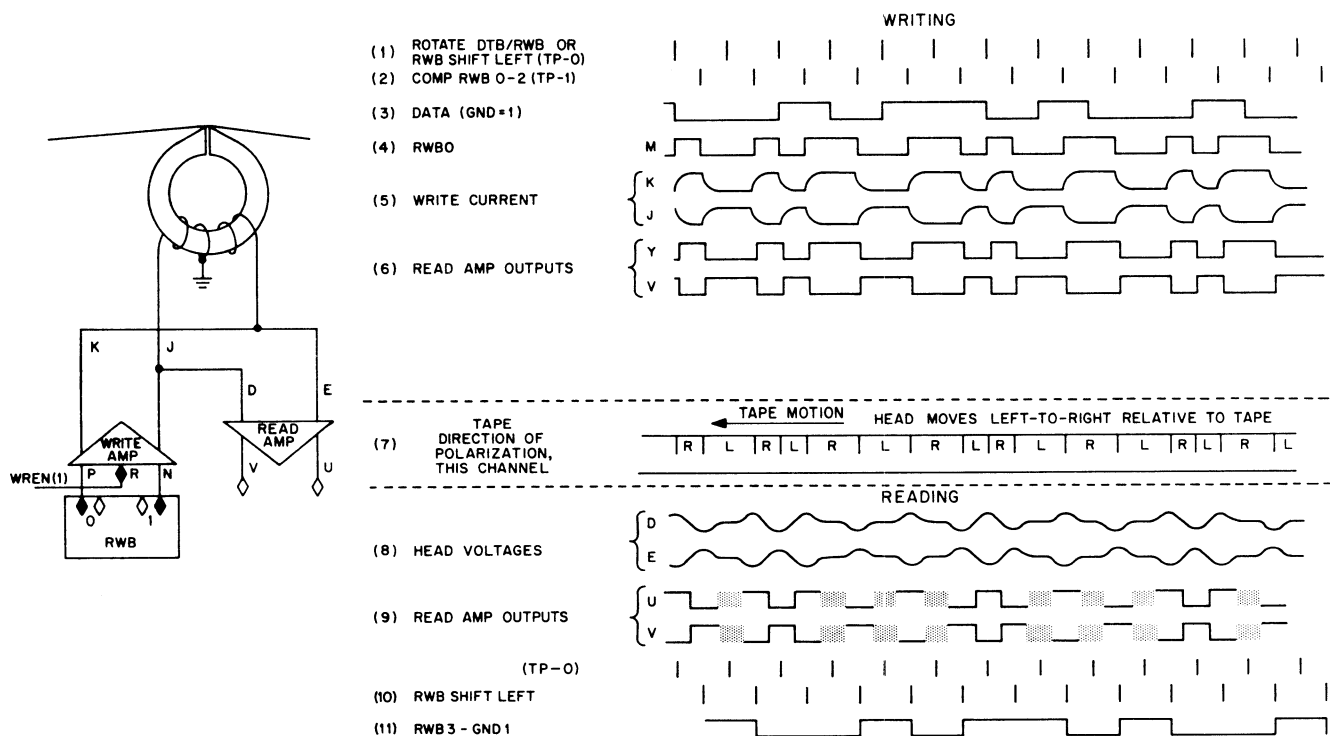 WRITING
(1) ROTATE DTB/RWB OR
RWB SHIFT LEFT (TP-0)
(2) COMP RWB 0-2 (TP-1)
(3) DATA (GND=1)
(4) RWB0 M
(5) WRITE CURRENT K
J
(6) READ AMP OUTPUTS Y
V
K J
D E
WRITE
AMP
READ
AMP
P R N V U
WREN(1)
0 1
RWB
(7) TAPE
DIRECTION OF
POLARIZATION,
THIS CHANNEL
TAPE MOTION HEAD MOVES LEFT-TO-RIGHT RELATIVE TO TAPE
R L R L R L R L R L R L R L R L
READING
(8) HEAD VOLTAGES D
E
(9) READ AMP OUTPUTS U
V
(TP-0)
(10) RWB SHIFT LEFT
(11) RWB3 - GND 1